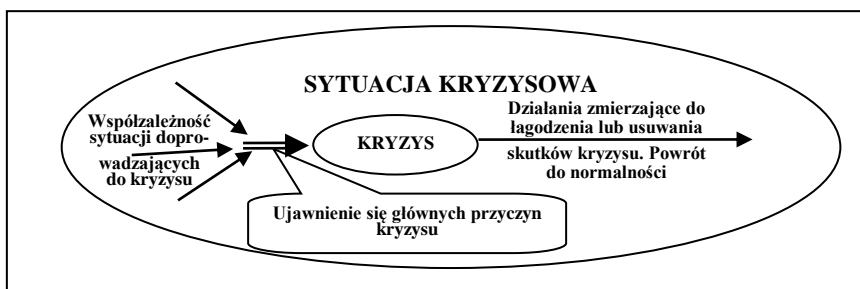 SYTUACJA KRYZYSOWA
Współzależność
sytuacji dopro-
wadzających
do kryzysu
KRYZYS
Działania zmierzające do
łagodzenia lub usuwania
skutków kryzysu. Powrót
do normalności
Ujawnienie się głównych przyczyn
kryzysu